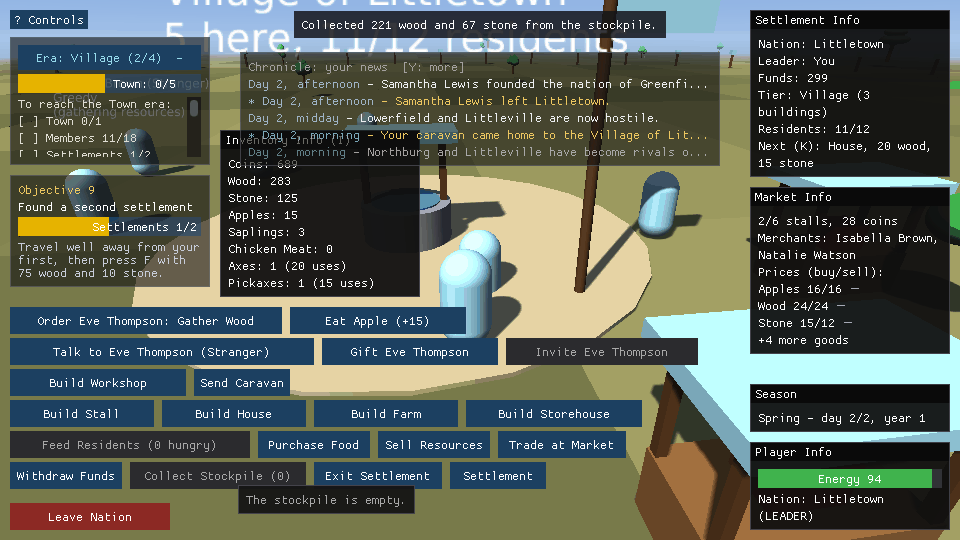 Village of Littletown
5 here, 11/12 residents
Collected 221 wood and 67 stone from the stockpile.
? Controls
Era: Village (2/4) –
Town: 0/5
To reach the Town era:
[ ] Town 0/1
[ ] Members 11/18
[ ] Settlements 1/2
Greedy
(gathering resources)
Objective 9
Found a second settlement
Settlements 1/2
Travel well away from your
first, then press F with
75 wood and 10 stone.
Chronicle: your news [Y: more]
Day 2, afternoon – Samantha Lewis founded the nation of Greenfi...
* Day 2, afternoon – Samantha Lewis left Littletown.
Day 2, midday – Lowerfield and Littleville are now hostile.
* Day 2, morning – Your caravan came home to the Village of Lit...
Day 2, morning – Northburg and Littleville have become rivals o...
Inventory Info (I)
Coins: 689
Wood: 283
Stone: 125
Apples: 15
Saplings: 3
Chicken Meat: 0
Axes: 1 (20 uses)
Pickaxes: 1 (15 uses)
Order Eve Thompson: Gather Wood
Eat Apple (+15)
Talk to Eve Thompson (Stranger)
Gift Eve Thompson
Invite Eve Thompson
Build Workshop
Send Caravan
Build Stall
Build House
Build Farm
Build Storehouse
Feed Residents (0 hungry)
Purchase Food
Sell Resources
Trade at Market
Withdraw Funds
Collect Stockpile (0)
Exit Settlement
Settlement
The stockpile is empty.
Leave Nation
Settlement Info
Nation: Littletown
Leader: You
Funds: 299
Tier: Village (3
buildings)
Residents: 11/12
Next (K): House, 20 wood,
15 stone
Market Info
2/6 stalls, 28 coins
Merchants: Isabella Brown,
Natalie Watson
Prices (buy/sell):
Apples 16/16 –
Wood 24/24 –
Stone 15/12 –
+4 more goods
Season
Spring – day 2/2, year 1
Player Info
Energy 94
Nation: Littletown
(LEADER)